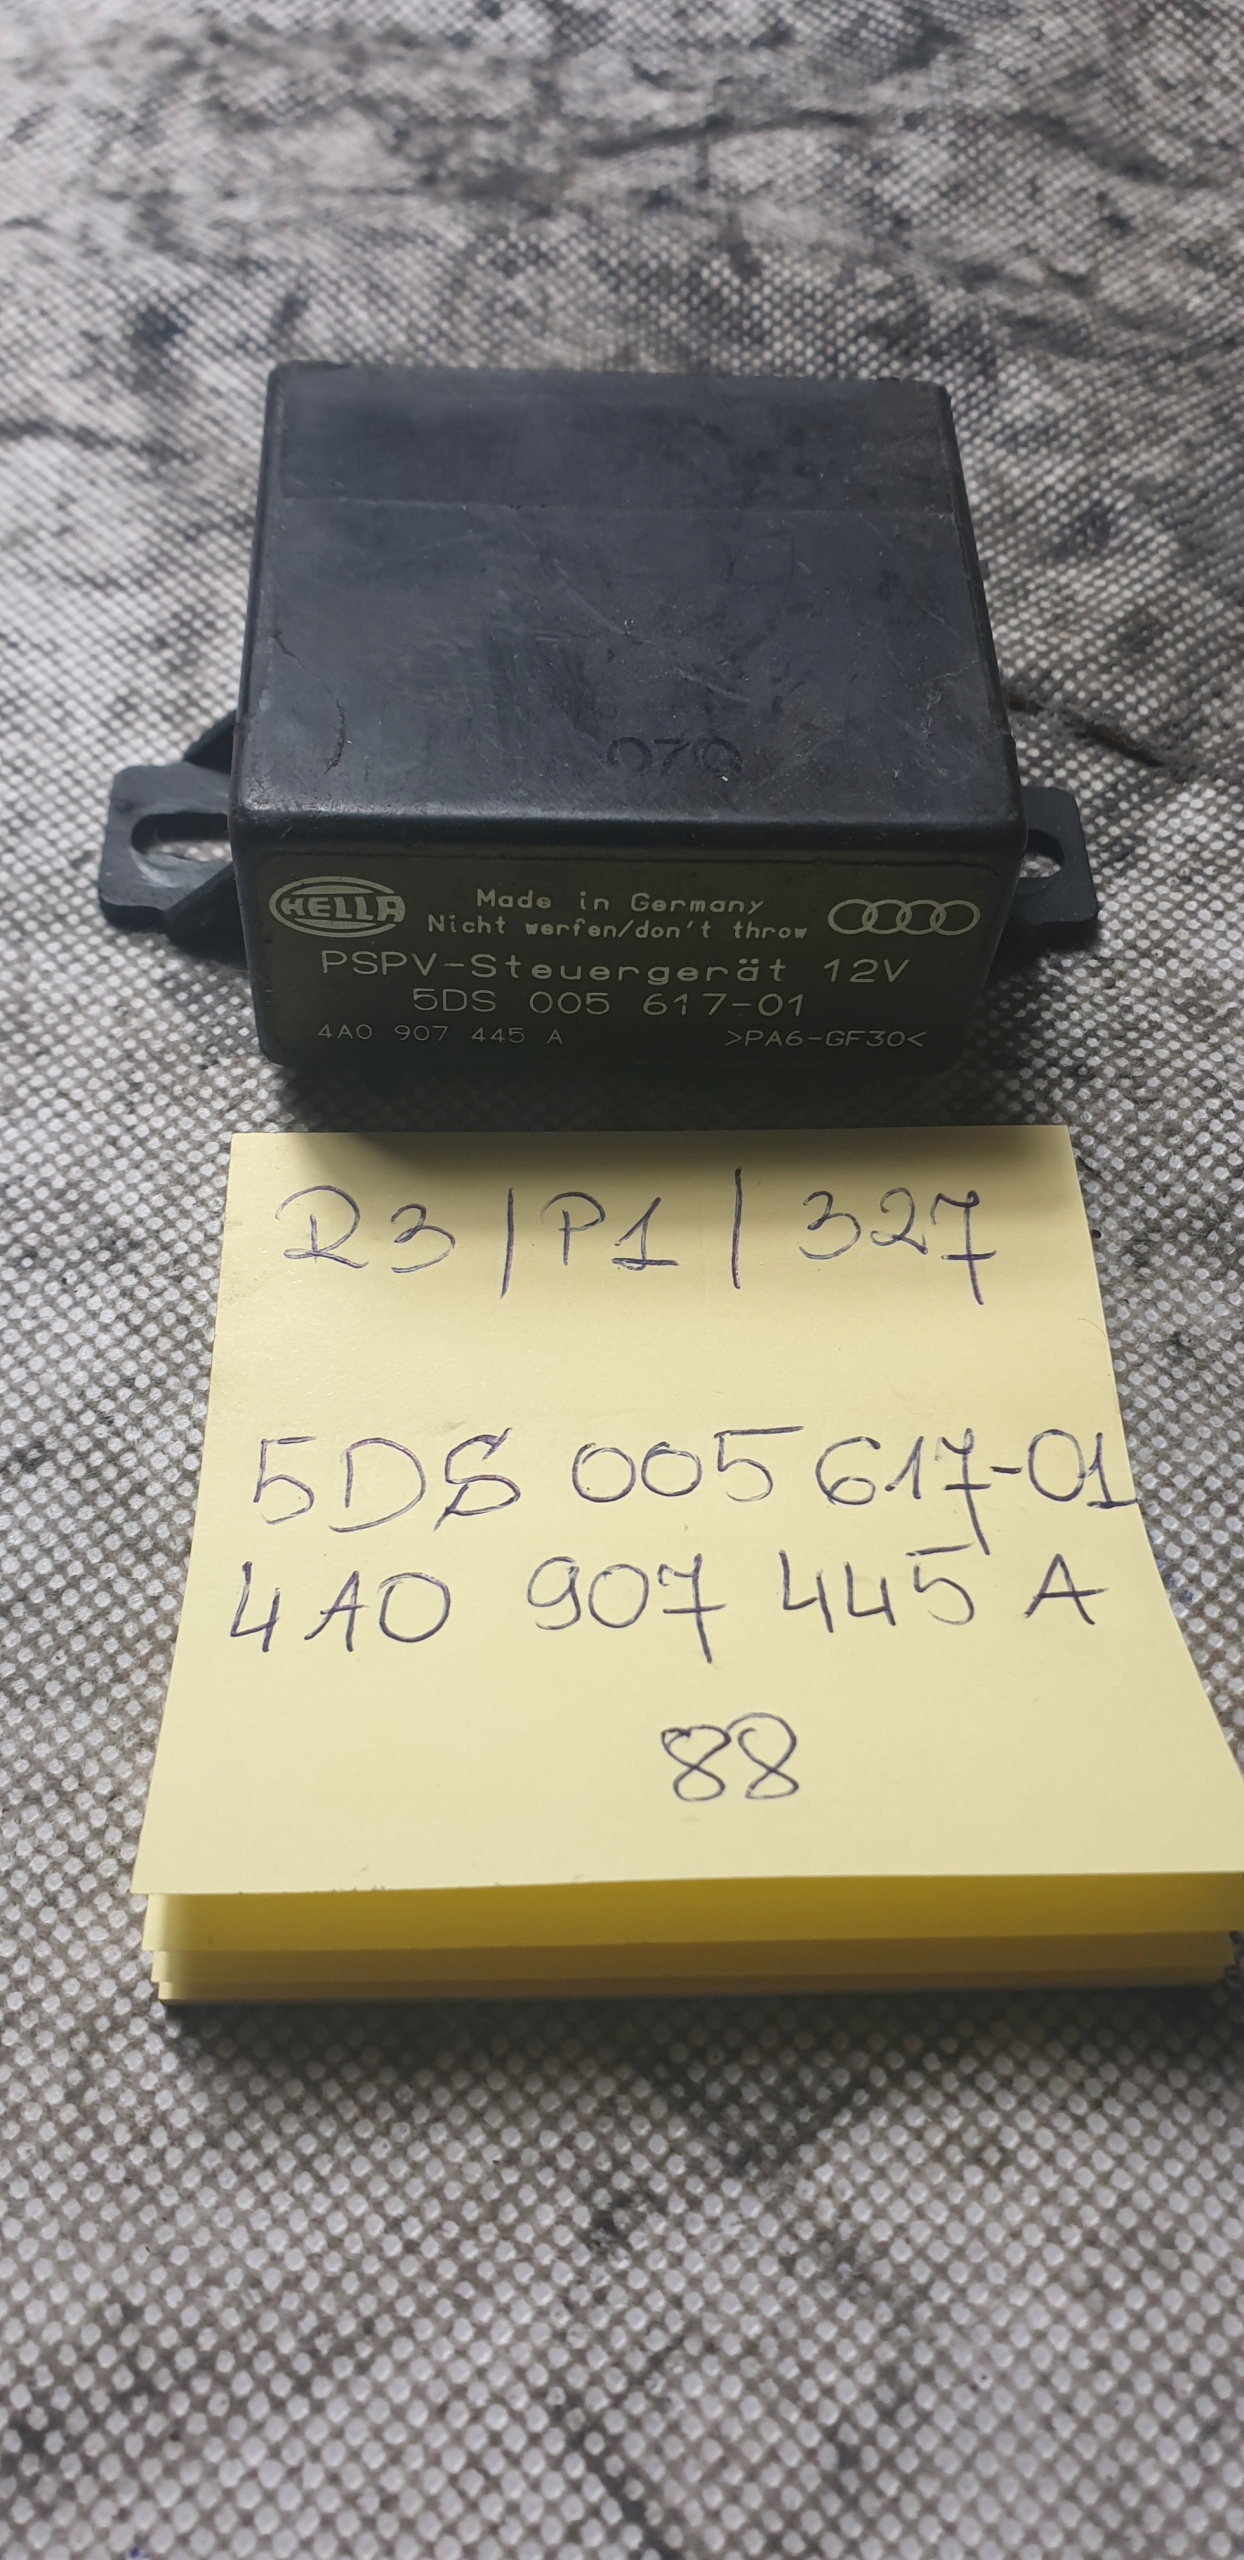 079
HELLA
Made in Germany
Nicht werfen/don't throw
PSPV-Steuergerät 12V
5DS 005 617-01
4A0 907 445 A >PA6-GF30<
R3 | P1 | 327
5DS 005 617-01
4A0 907 445 A
88